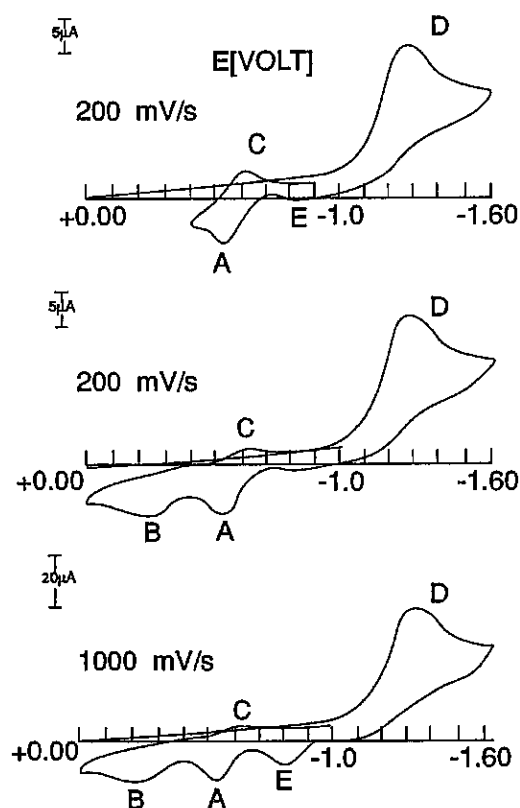 5μA
D
E[VOLT]
200 mV/s
C
+0.00 E -1.0 -1.60
A
5μA
D
200 mV/s
C
+0.00 -1.0 -1.60
B A
20μA
D
1000 mV/s
C
+0.00 -1.0 -1.60
B A E